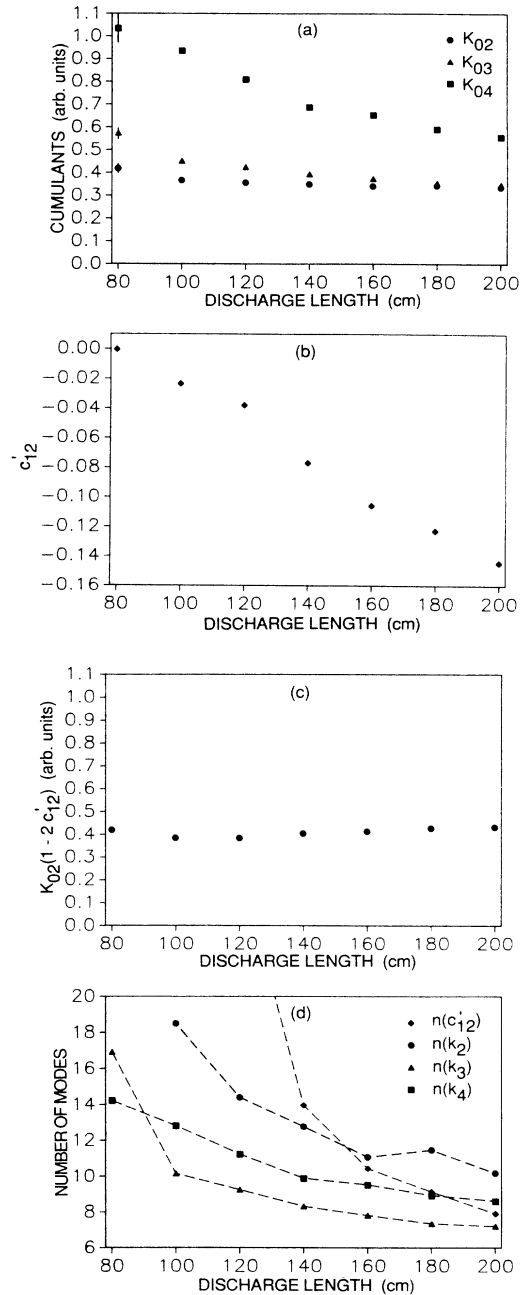 (a)
K02
K03
K04
CUMULANTS (arb. units)
1.1
1.0
0.9
0.8
0.7
0.6
0.5
0.4
0.3
0.2
0.1
0.0
80 100 120 140 160 180 200
DISCHARGE LENGTH (cm)
(b)
c'12
0.00
−0.02
−0.04
−0.06
−0.08
−0.10
−0.12
−0.14
−0.16
80 100 120 140 160 180 200
DISCHARGE LENGTH (cm)
(c)
K02(1 - 2 c'12) (arb. units)
1.1
1.0
0.9
0.8
0.7
0.6
0.5
0.4
0.3
0.2
0.1
0.0
80 100 120 140 160 180 200
DISCHARGE LENGTH (cm)
(d)
n(c'12)
n(k2)
n(k3)
n(k4)
NUMBER OF MODES
20
18
16
14
12
10
8
6
80 100 120 140 160 180 200
DISCHARGE LENGTH (cm)